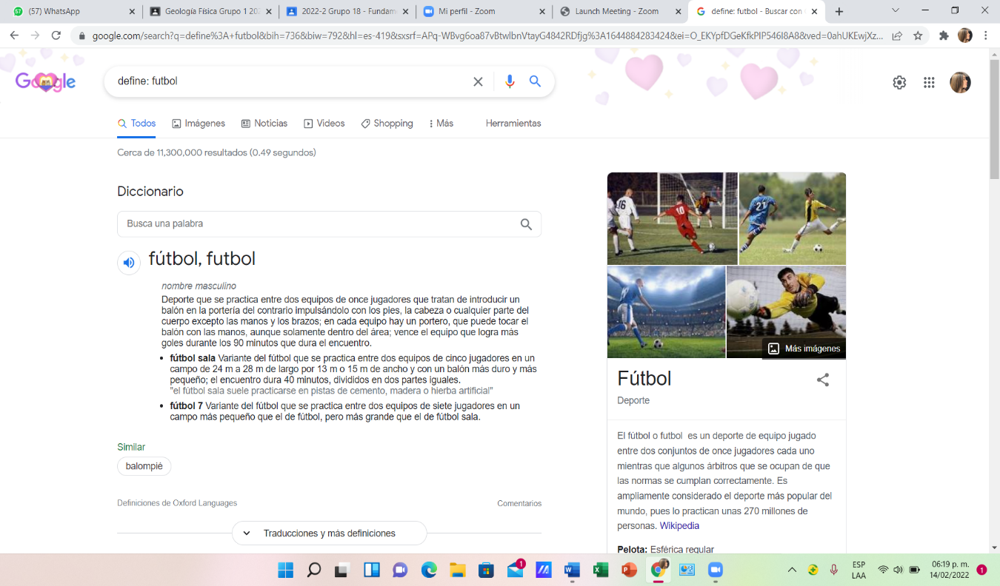 (57) WhatsApp
Geología Física Grupo 1 202
2022-2 Grupo 18 - Fundam
Mi perfil - Zoom
Launch Meeting - Zoom
define: futbol - Buscar con G
google.com/search?q=define%3A+futbol&bih=736&biw=792&hl=es-419&sxsrf=APq-WBvg6oa87vBtwlbnVtayG4842RDfjg%3A1644884283424&ei=O_EKYpfDGeKfkPIP546I8A8&ved=0ahUKEwjXz...
Google
define: futbol
Todos Imágenes Noticias Videos Shopping Más Herramientas
Cerca de 11,300,000 resultados (0.49 segundos)
Diccionario
Busca una palabra
fútbol, futbol
nombre masculino
Deporte que se practica entre dos equipos de once jugadores que tratan de introducir un
balón en la portería del contrario impulsándolo con los pies, la cabeza o cualquier parte del
cuerpo excepto las manos y los brazos; en cada equipo hay un portero, que puede tocar el
balón con las manos, aunque solamente dentro del área; vence el equipo que logra más
goles durante los 90 minutos que dura el encuentro.
• fútbol sala Variante del fútbol que se practica entre dos equipos de cinco jugadores en un
campo de 24 m a 28 m de largo por 13 m o 15 m de ancho y con un balón más duro y más
pequeño; el encuentro dura 40 minutos, divididos en dos partes iguales.
"el fútbol sala suele practicarse en pistas de cemento, madera o hierba artificial"
• fútbol 7 Variante del fútbol que se practica entre dos equipos de siete jugadores en un
campo más pequeño que el de fútbol, pero más grande que el de fútbol sala.
Similar
balompié
Definiciones de Oxford Languages
Comentarios
Traducciones y más definiciones
16
10
21
Más imágenes
Fútbol
Deporte
El fútbol o futbol es un deporte de equipo jugado
entre dos conjuntos de once jugadores cada uno
mientras que algunos árbitros que se ocupan de que
las normas se cumplan correctamente. Es
ampliamente considerado el deporte más popular del
mundo, pues lo practican unas 270 millones de
personas. Wikipedia
Pelota: Esférica regular
1
ESP
LAA
06:19 p. m.
14/02/2022
1